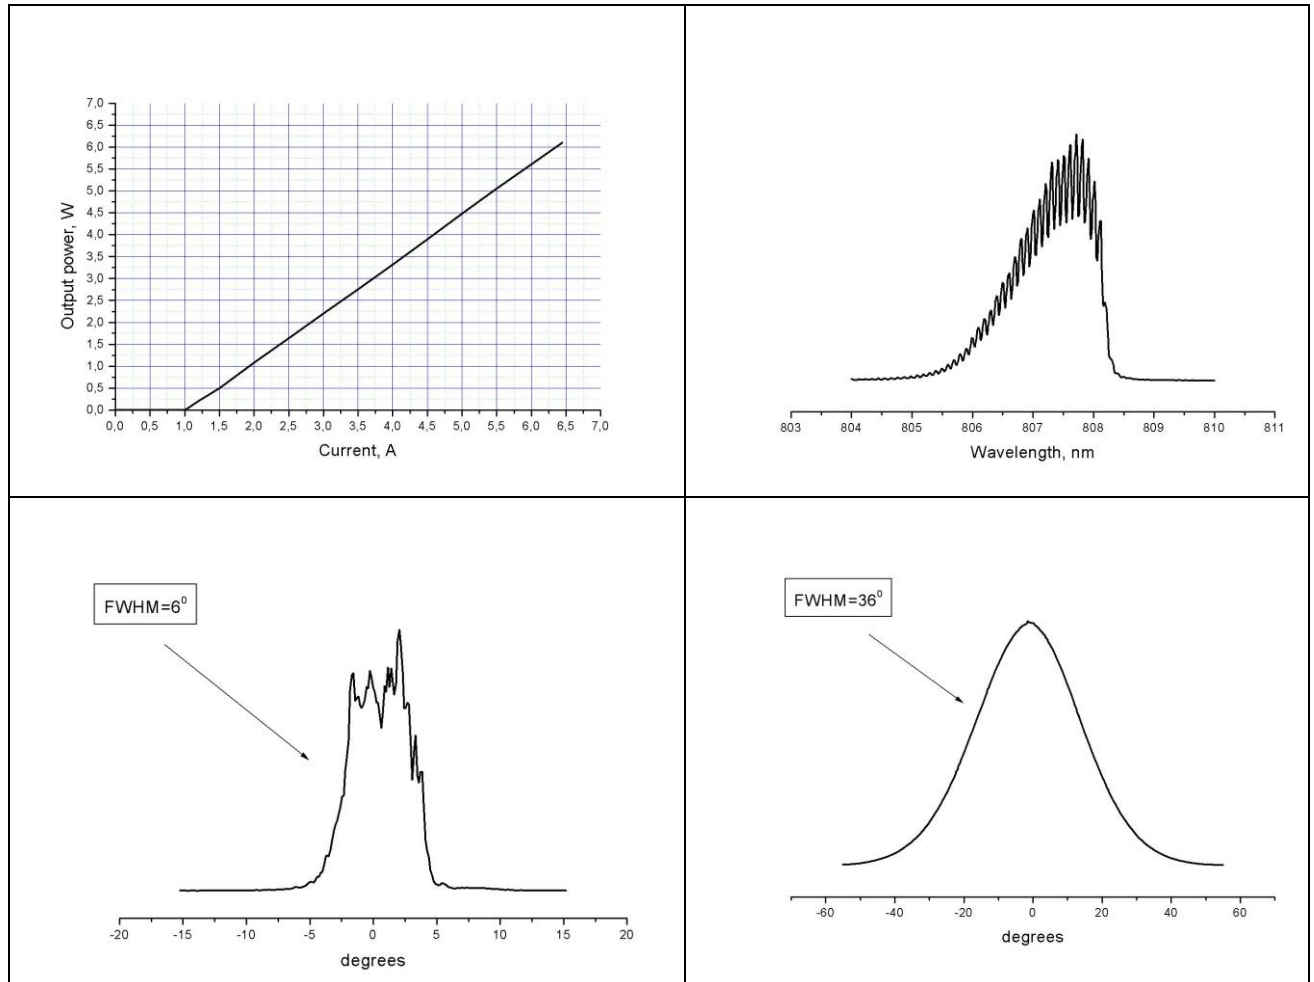 7,0
6,5
6,0
5,5
5,0
4,5
4,0
3,5
3,0
2,5
2,0
1,5
1,0
0,5
0,0
Output power, W
0,0 0,5 1,0 1,5 2,0 2,5 3,0 3,5 4,0 4,5 5,0 5,5 6,0 6,5 7,0
Current, A
803 804 805 806 807 808 809 810 811
Wavelength, nm
FWHM=6⁰
-20 -15 -10 -5 0 5 10 15 20
degrees
FWHM=36⁰
-60 -40 -20 0 20 40 60
degrees